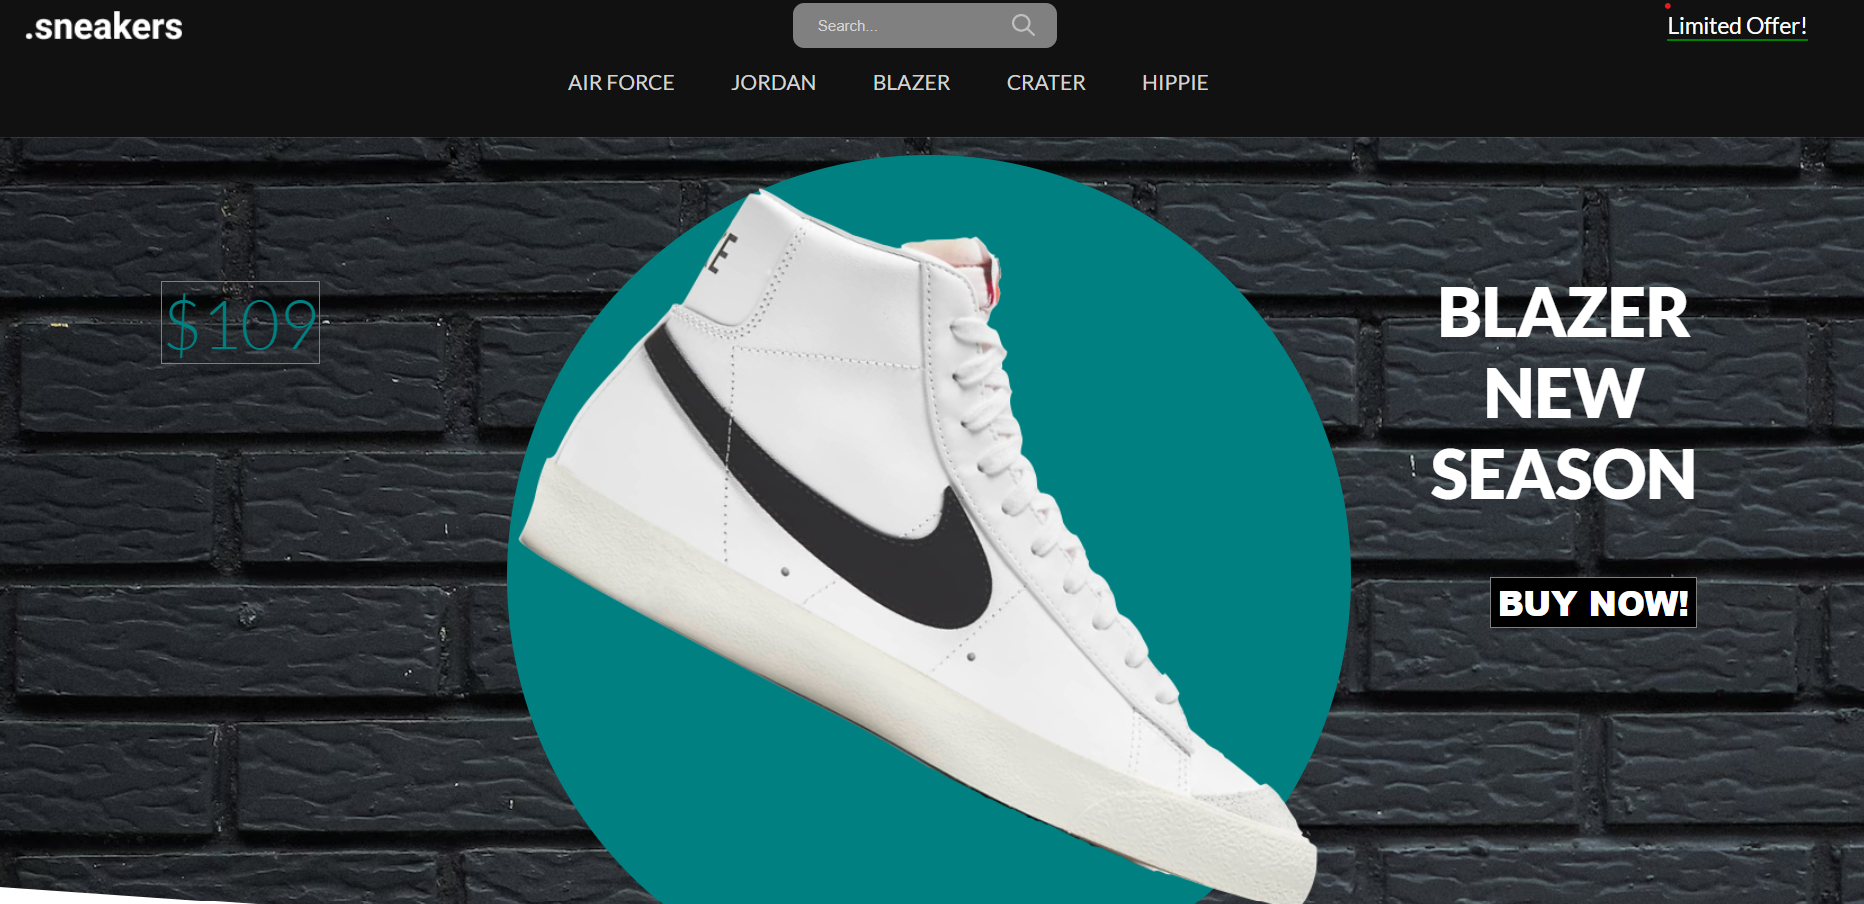 .sneakers
Search...
Limited Offer!
AIR FORCE
JORDAN
BLAZER
CRATER
HIPPIE
E
$109
BLAZER
NEW
SEASON
BUY NOW!